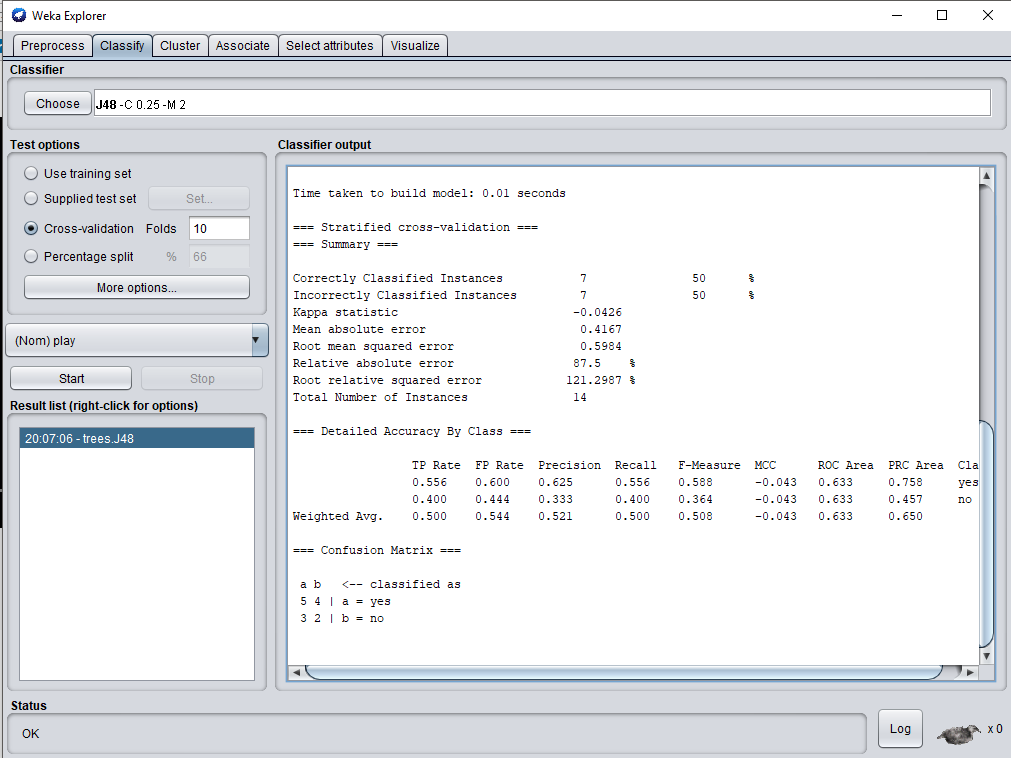 Weka Explorer
Preprocess Classify Cluster Associate Select attributes Visualize
Classifier
Choose J48 -C 0.25 -M 2
Test options
Use training set
Supplied test set Set...
Cross-validation Folds 10
Percentage split % 66
More options...
(Nom) play
Start Stop
Result list (right-click for options)
20:07:06 - trees.J48
Classifier output
Time taken to build model: 0.01 seconds
=== Stratified cross-validation ===
=== Summary ===
Correctly Classified Instances 7 50 %
Incorrectly Classified Instances 7 50 %
Kappa statistic -0.0426
Mean absolute error 0.4167
Root mean squared error 0.5984
Relative absolute error 87.5 %
Root relative squared error 121.2987 %
Total Number of Instances 14
=== Detailed Accuracy By Class ===
TP Rate FP Rate Precision Recall F-Measure MCC ROC Area PRC Area Cla
0.556 0.600 0.625 0.556 0.588 -0.043 0.633 0.758 yes
0.400 0.444 0.333 0.400 0.364 -0.043 0.633 0.457 no
Weighted Avg. 0.500 0.544 0.521 0.500 0.508 -0.043 0.633 0.650
=== Confusion Matrix ===
a b <-- classified as
5 4 | a = yes
3 2 | b = no
Status
OK
Log
x 0